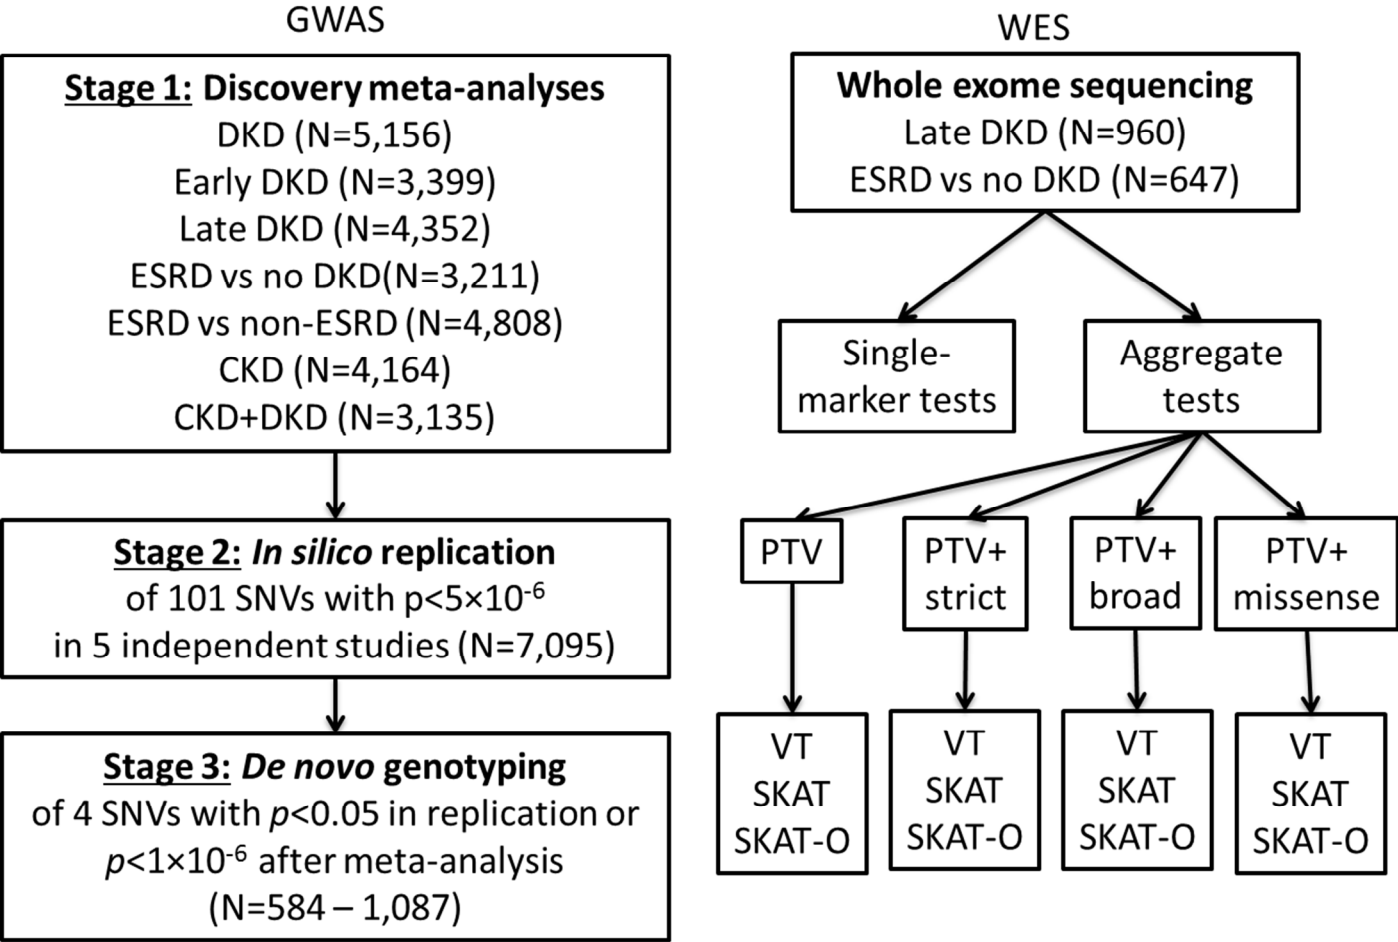 GWAS
Stage 1: Discovery meta-analyses
DKD (N=5,156)
Early DKD (N=3,399)
Late DKD (N=4,352)
ESRD vs no DKD(N=3,211)
ESRD vs non-ESRD (N=4,808)
CKD (N=4,164)
CKD+DKD (N=3,135)
Stage 2: In silico replication
of 101 SNVs with p<5×10⁻⁶
in 5 independent studies (N=7,095)
Stage 3: De novo genotyping
of 4 SNVs with p<0.05 in replication or
p<1×10⁻⁶ after meta-analysis
(N=584 – 1,087)
WES
Whole exome sequencing
Late DKD (N=960)
ESRD vs no DKD (N=647)
Single-
marker tests
Aggregate
tests
PTV
PTV+
strict
PTV+
broad
PTV+
missense
VT
SKAT
SKAT-O
VT
SKAT
SKAT-O
VT
SKAT
SKAT-O
VT
SKAT
SKAT-O